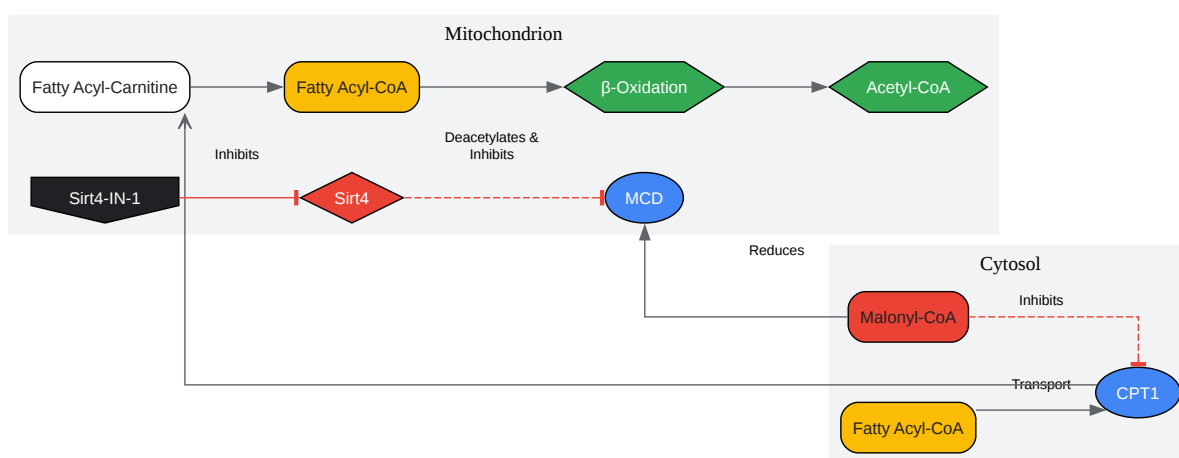 Mitochondrion
Fatty Acyl-Carnitine
Fatty Acyl-CoA
β-Oxidation
Acetyl-CoA
Inhibits
Deacetylates &
Inhibits
Sirt4-IN-1
Sirt4
MCD
Reduces
Cytosol
Malonyl-CoA
Inhibits
Transport
CPT1
Fatty Acyl-CoA